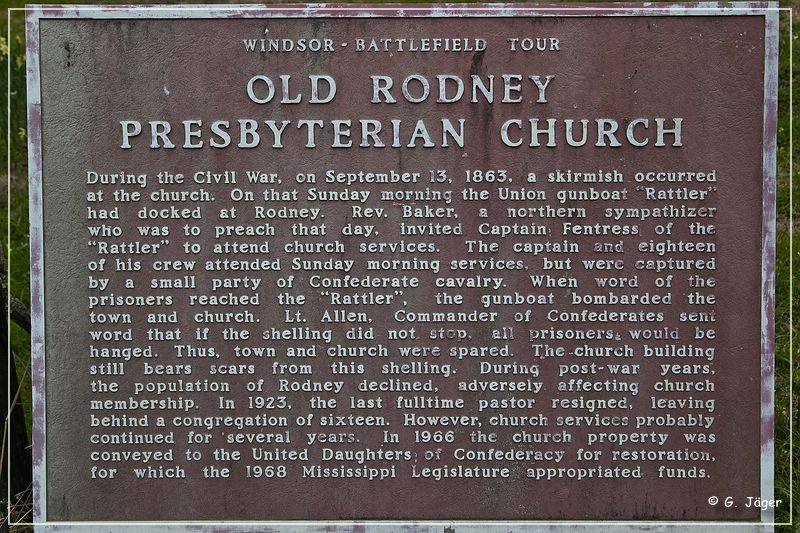 WINDSOR - BATTLEFIELD TOUR
OLD RODNEY
PRESBYTERIAN CHURCH
During the Civil War, on September 13, 1863, a skirmish occurred
at the church. On that Sunday morning the Union gunboat "Rattler"
had docked at Rodney. Rev. Baker, a northern sympathizer
who was to preach that day, invited Captain Fentress of the
"Rattler" to attend church services. The captain and eighteen
of his crew attended Sunday morning services, but were captured
by a small party of Confederate cavalry. When word of the
prisoners reached the "Rattler", the gunboat bombarded the
town and church. Lt. Allen, Commander of Confederates sent
word that if the shelling did not stop, all prisoners would be
hanged. Thus, town and church were spared. The church building
still bears scars from this shelling. During post-war years,
the population of Rodney declined, adversely affecting church
membership. In 1923, the last fulltime pastor resigned, leaving
behind a congregation of sixteen. However, church services probably
continued for several years. In 1966 the church property was
conveyed to the United Daughters of Confederacy for restoration,
for which the 1968 Mississippi Legislature appropriated funds.
© G. Jäger